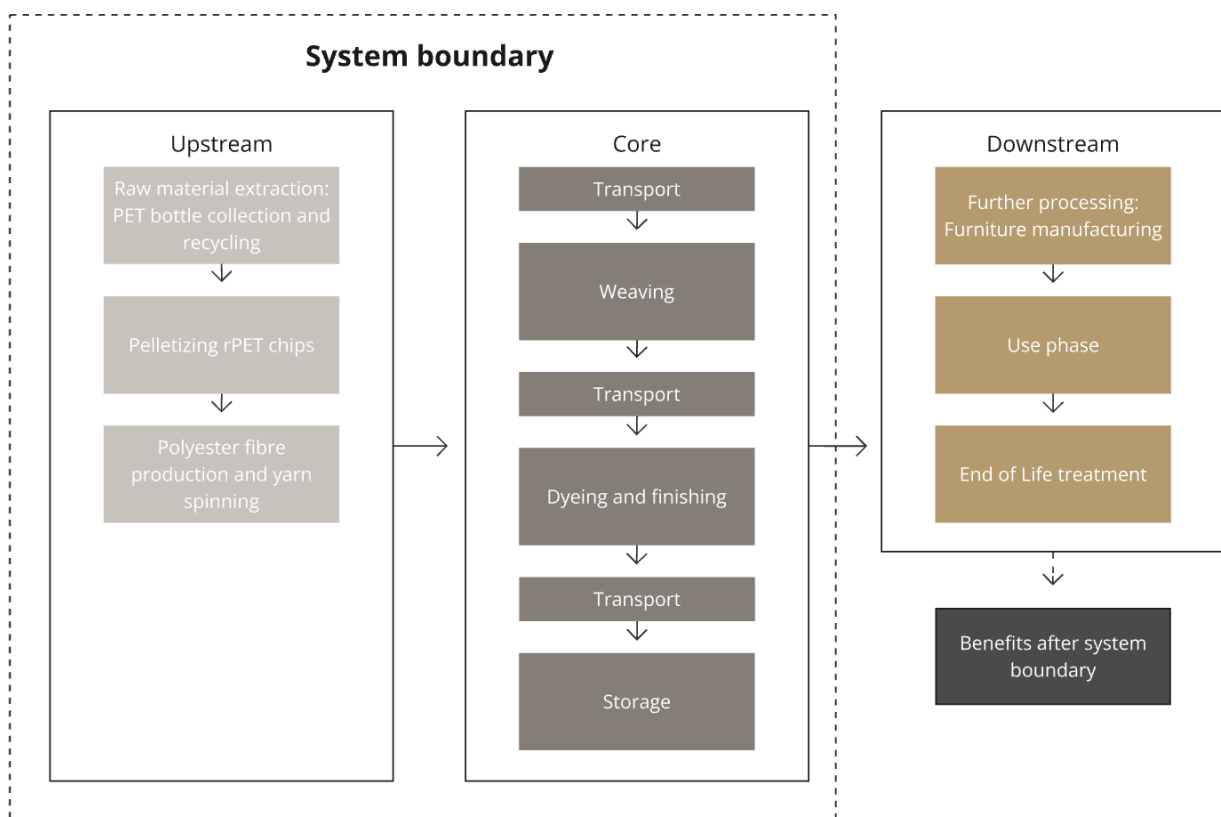 System boundary
Upstream
Raw material extraction:
PET bottle collection and
recycling
Pelletizing rPET chips
Polyester fibre
production and yarn
spinning
Core
Transport
Weaving
Transport
Dyeing and finishing
Transport
Storage
Downstream
Further processing:
Furniture manufacturing
Use phase
End of Life treatment
Benefits after system
boundary